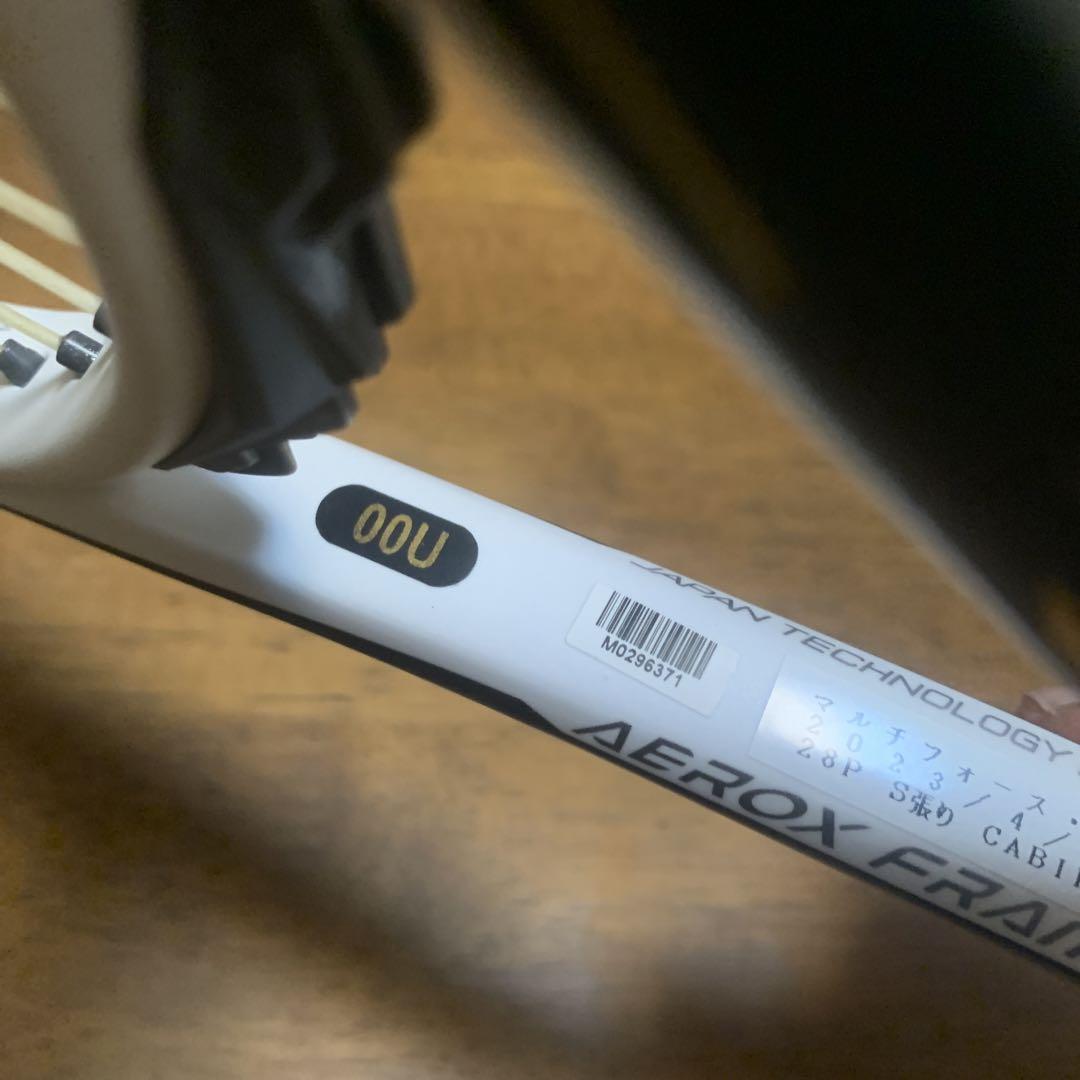 00U
JAPAN TECHNOLOGY
M0296371
マルチフォース・
2023/4/
28P S張り CABI
AEROX FRA